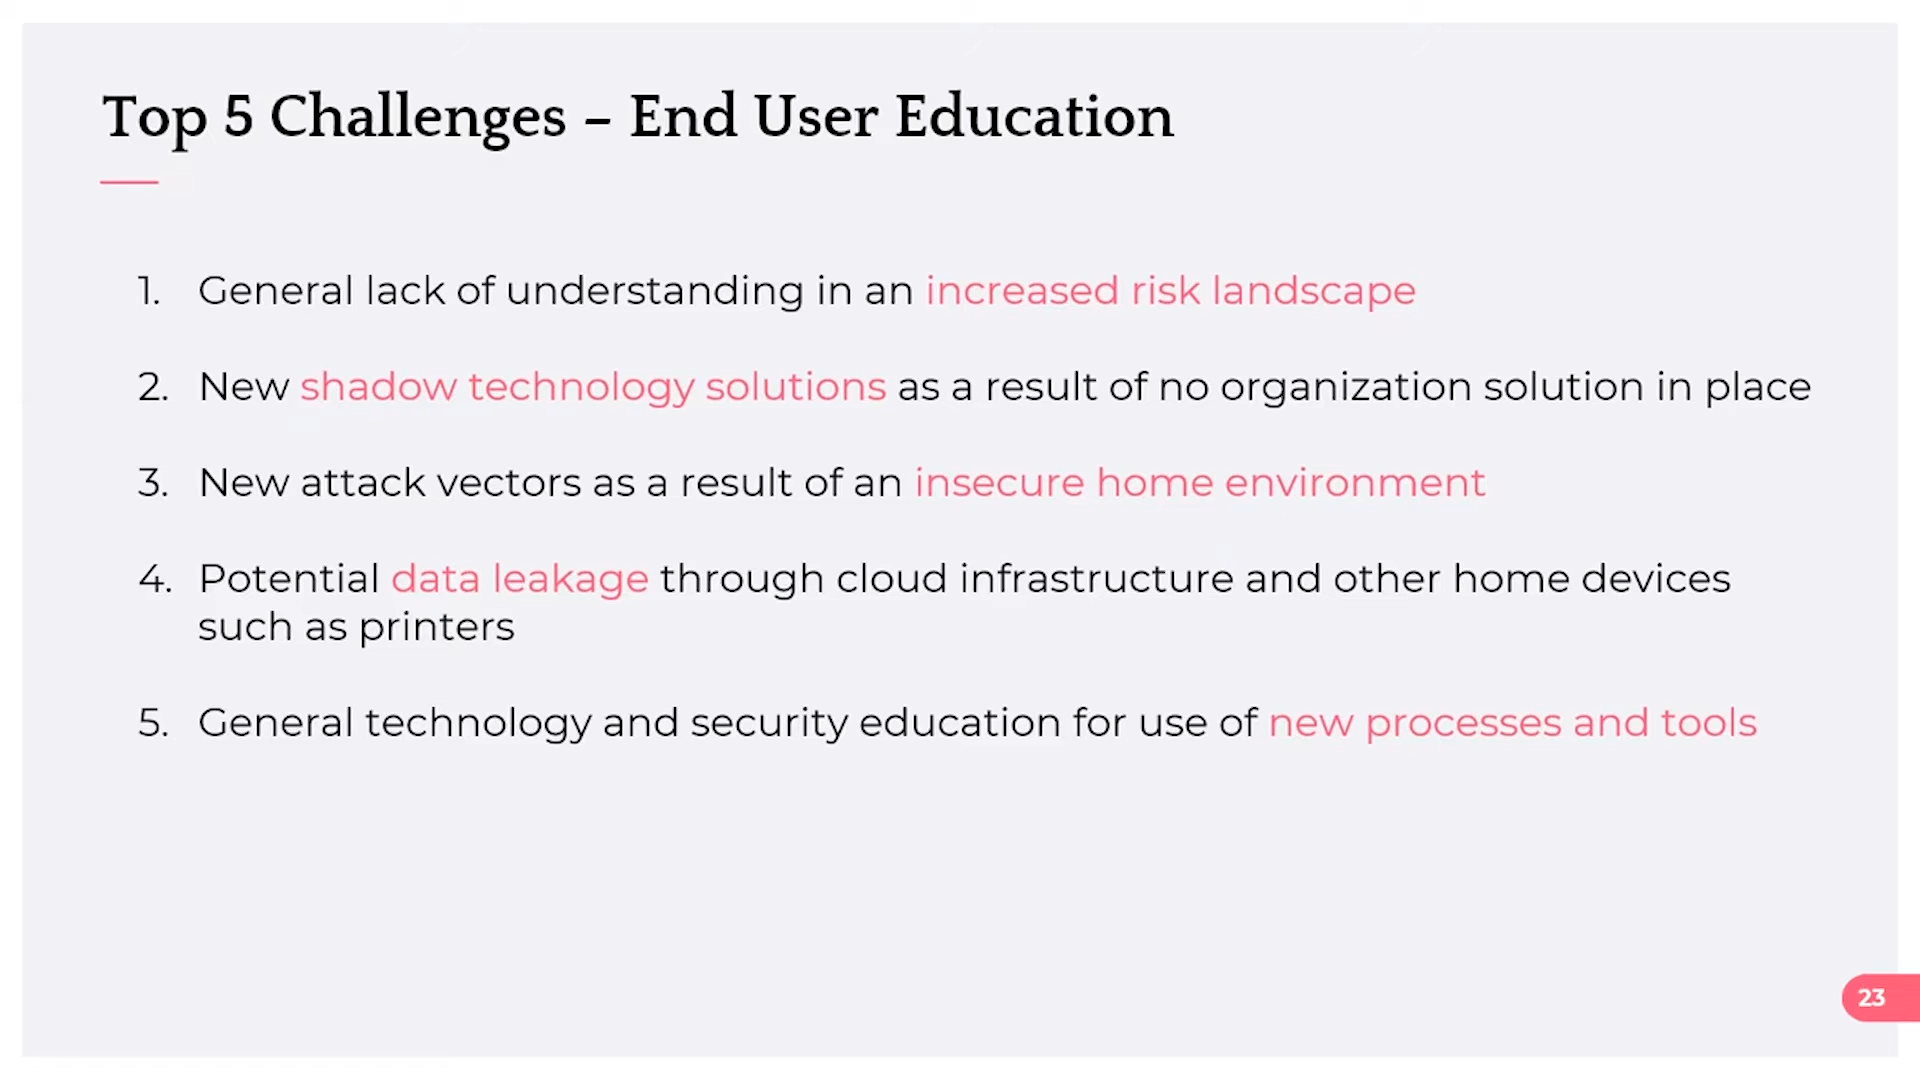 Top 5 Challenges – End User Education
1. General lack of understanding in an increased risk landscape
2. New shadow technology solutions as a result of no organization solution in place
3. New attack vectors as a result of an insecure home environment
4. Potential data leakage through cloud infrastructure and other home devices
such as printers
5. General technology and security education for use of new processes and tools
23